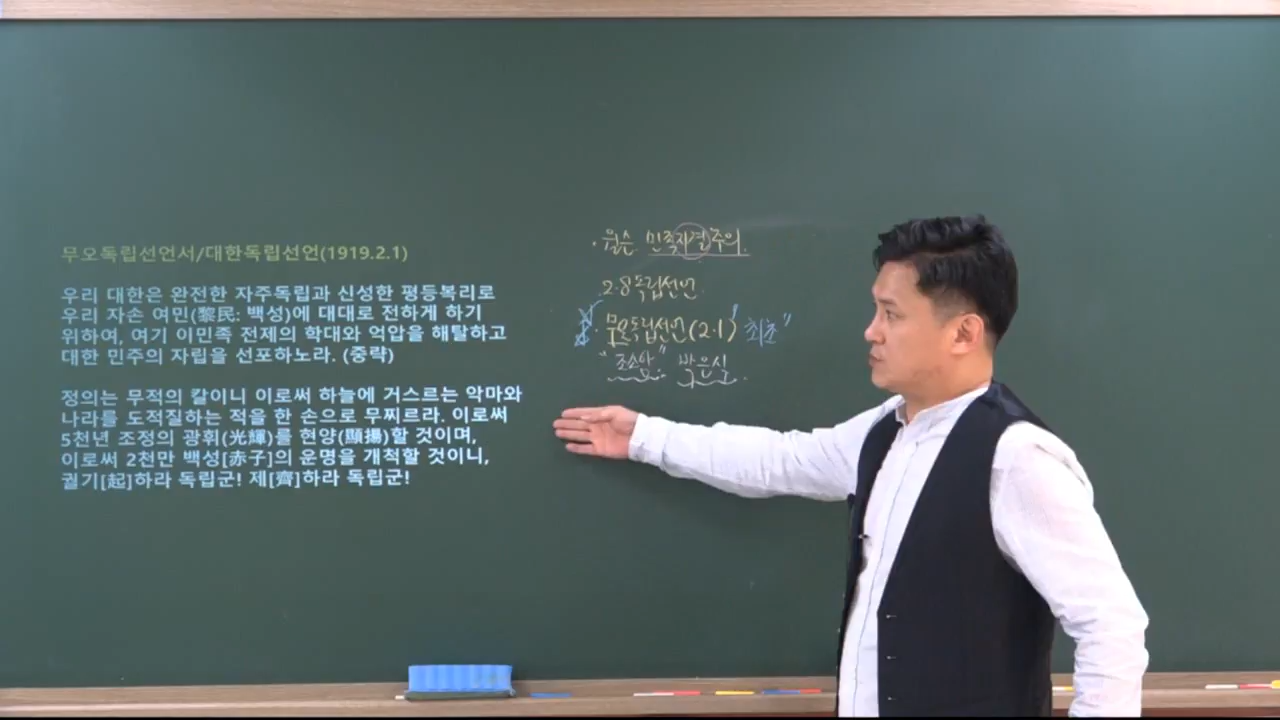 무오독립선언서/대한독립선언(1919.2.1)
우리 대한은 완전한 자주독립과 신성한 평등복리로
우리 자손 여민(黎民: 백성)에 대대로 전하게 하기
위하여, 여기 이민족 전제의 학대와 억압을 해탈하고
대한 민주의 자립을 선포하노라. (중략)
정의는 무적의 칼이니 이로써 하늘에 거스르는 악마와
나라를 도적질하는 적을 한 손으로 무찌르라. 이로써
5천년 조정의 광휘(光輝)를 현양(顯揚)할 것이며,
이로써 2천만 백성[赤子]의 운명을 개척할 것이니,
궐기[起]하라 독립군! 제[齊]하라 독립군!
· 윌슨 민족자결주의.
2·8독립선언
· 무오독립선언(2·1) "최초"
"조소앙" 박은식.